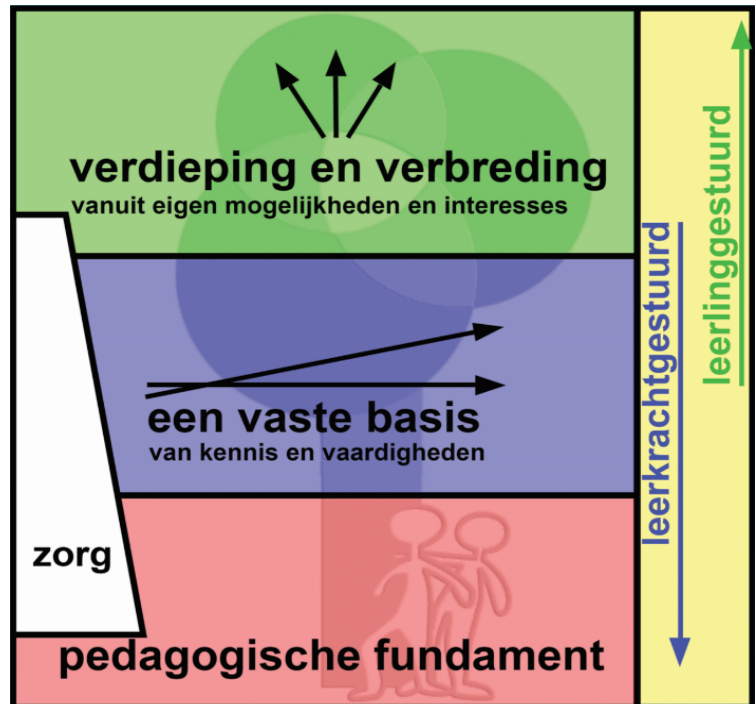 verdieping en verbreding
vanuit eigen mogelijkheden en interesses
een vaste basis
van kennis en vaardigheden
zorg
pedagogische fundament
leerkrachtgestuurd
leerlinggestuurd